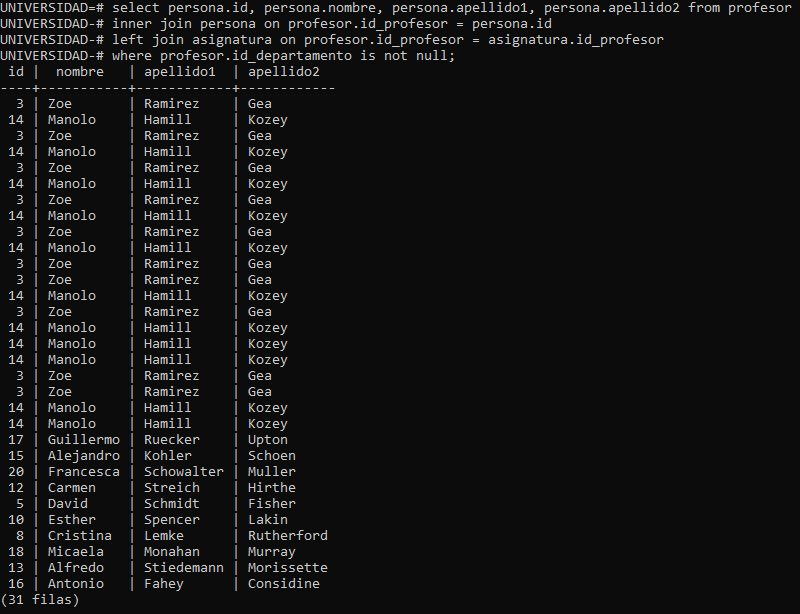 UNIVERSIDAD=# select persona.id, persona.nombre, persona.apellido1, persona.apellido2 from profesor
UNIVERSIDAD-# inner join persona on profesor.id_profesor = persona.id
UNIVERSIDAD-# left join asignatura on profesor.id_profesor = asignatura.id_profesor
UNIVERSIDAD-# where profesor.id_departamento is not null;
 id |  nombre   | apellido1  | apellido2
----+-----------+------------+------------
  3 | Zoe       | Ramirez    | Gea
 14 | Manolo    | Hamill     | Kozey
  3 | Zoe       | Ramirez    | Gea
 14 | Manolo    | Hamill     | Kozey
  3 | Zoe       | Ramirez    | Gea
 14 | Manolo    | Hamill     | Kozey
  3 | Zoe       | Ramirez    | Gea
 14 | Manolo    | Hamill     | Kozey
  3 | Zoe       | Ramirez    | Gea
 14 | Manolo    | Hamill     | Kozey
  3 | Zoe       | Ramirez    | Gea
  3 | Zoe       | Ramirez    | Gea
 14 | Manolo    | Hamill     | Kozey
  3 | Zoe       | Ramirez    | Gea
 14 | Manolo    | Hamill     | Kozey
 14 | Manolo    | Hamill     | Kozey
 14 | Manolo    | Hamill     | Kozey
  3 | Zoe       | Ramirez    | Gea
  3 | Zoe       | Ramirez    | Gea
 14 | Manolo    | Hamill     | Kozey
 14 | Manolo    | Hamill     | Kozey
 17 | Guillermo | Ruecker    | Upton
 15 | Alejandro | Kohler     | Schoen
 20 | Francesca | Schowalter | Muller
 12 | Carmen    | Streich    | Hirthe
  5 | David     | Schmidt    | Fisher
 10 | Esther    | Spencer    | Lakin
  8 | Cristina  | Lemke      | Rutherford
 18 | Micaela   | Monahan    | Murray
 13 | Alfredo   | Stiedemann | Morissette
 16 | Antonio   | Fahey      | Considine
(31 filas)